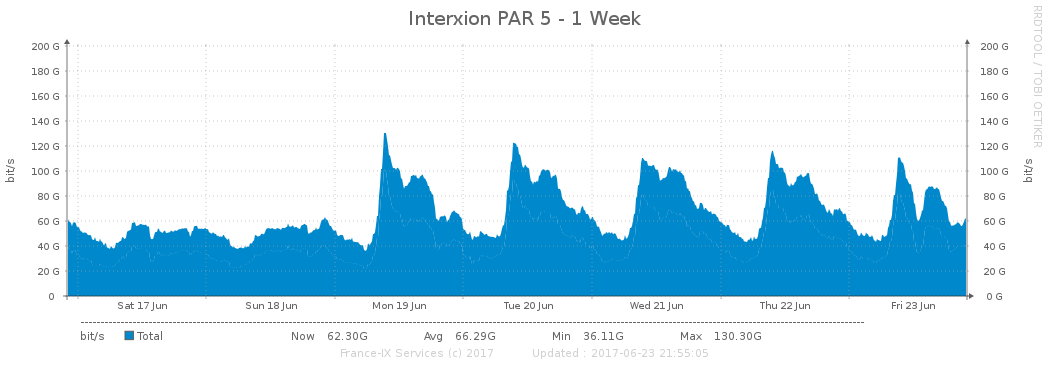 Interxion PAR 5 - 1 Week
RRDTOOL / TOBI OETIKER
200 G 200 G
180 G 180 G
160 G 160 G
140 G 140 G
120 G 120 G
100 G 100 G
80 G 80 G
60 G 60 G
40 G 40 G
20 G 20 G
0 0 G
bit/s bit/s
Sat 17 Jun Sun 18 Jun Mon 19 Jun Tue 20 Jun Wed 21 Jun Thu 22 Jun Fri 23 Jun
bit/s Total Now 62.30G Avg 66.29G Min 36.11G Max 130.30G
France-IX Services (c) 2017 Updated : 2017-06-23 21:55:05